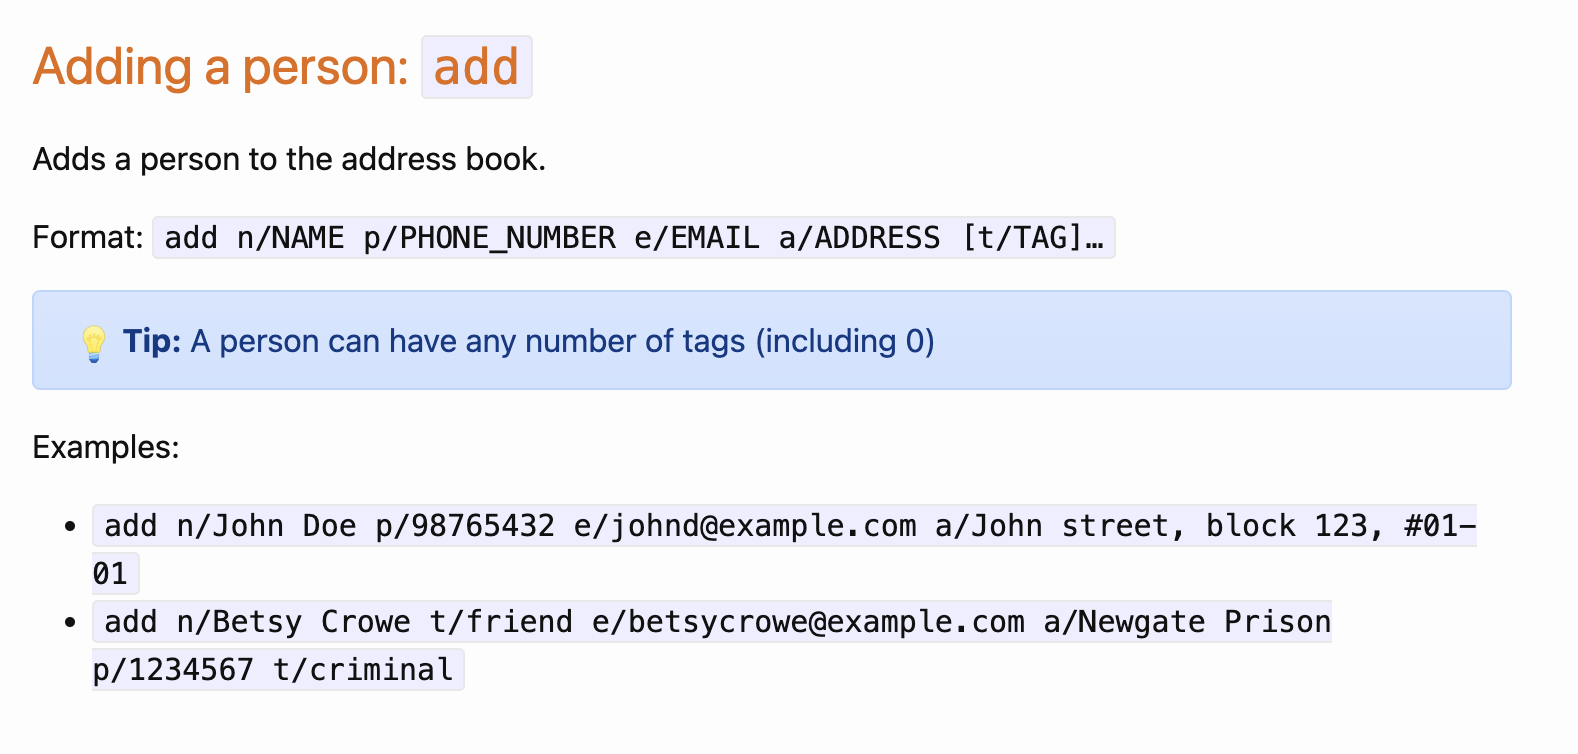 Adding a person: add
Adds a person to the address book.
Format: add n/NAME p/PHONE_NUMBER e/EMAIL a/ADDRESS [t/TAG]…
💡 Tip: A person can have any number of tags (including 0)
Examples:
• add n/John Doe p/98765432 e/johnd@example.com a/John street, block 123, #01-
01
• add n/Betsy Crowe t/friend e/betsycrowe@example.com a/Newgate Prison
p/1234567 t/criminal